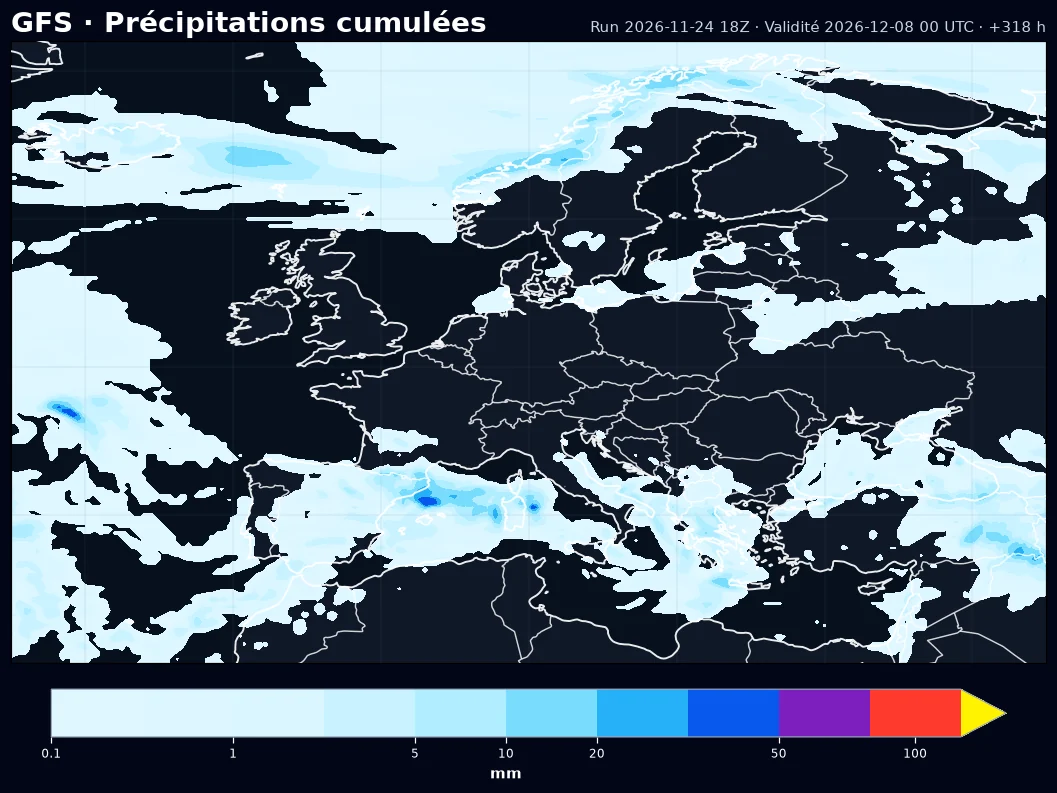 GFS · Précipitations cumulées
Run 2026-11-24 18Z · Validité 2026-12-08 00 UTC · +318 h
0.1 1 5 10 20 50 100
mm